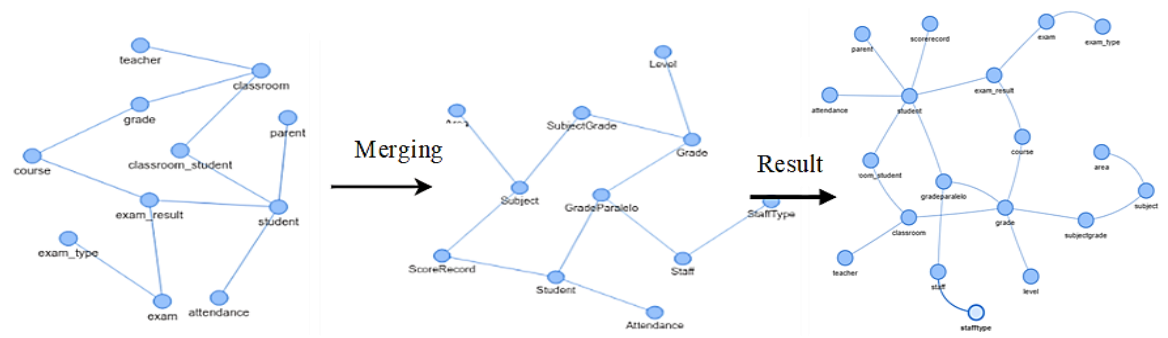 teacher
classroom
grade
parent
classroom_student
course
exam_result
student
exam_type
exam
attendance
Merging
Level
Area
SubjectGrade
Grade
Subject
GradeParalelo
StaffType
ScoreRecord
Staff
Student
Attendance
Result
parent
scorerecord
exam
exam_type
exam_result
attendance
student
course
area
room_student
gradeparalelo
subject
grade
subjectgrade
classroom
teacher
staff
level
stafftype